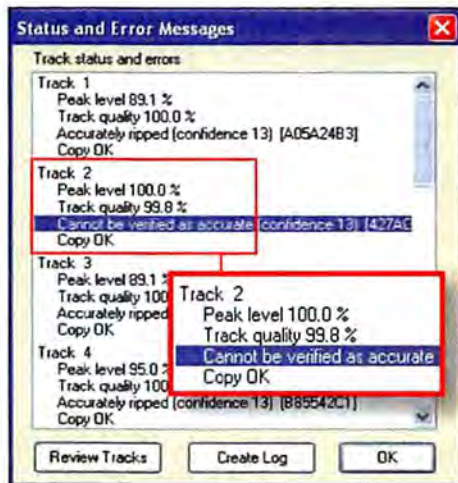 Status and Error Messages
Track status and errors
Track 1
Peak level 89.1 %
Track quality 100.0 %
Accurately ripped (confidence 13) [A05A24B3]
Copy OK
Track 2
Peak level 100.0 %
Track quality 99.8 %
Cannot be verified as accurate (confidence 13) [427AC
Copy OK
Track 3
Peak level 89.1 %
Track quality 100
Accurately ripped
Copy OK
Track 4
Peak level 95.0 %
Track quality 100
Accurately ripped (confidence 13) [B85542C1]
Copy OK
Track 2
Peak level 100.0 %
Track quality 99.8 %
Cannot be verified as accurate
Copy OK
Review Tracks
Create Log
OK